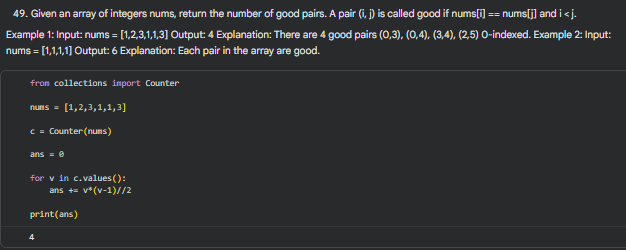 49. Given an array of integers nums, return the number of good pairs. A pair (i, j) is called good if nums[i] == nums[j] and i < j.
Example 1: Input: nums = [1,2,3,1,1,3] Output: 4 Explanation: There are 4 good pairs (0,3), (0,4), (3,4), (2,5) 0-indexed. Example 2: Input:
nums = [1,1,1,1] Output: 6 Explanation: Each pair in the array are good.
from collections import Counter
nums = [1,2,3,1,1,3]
c = Counter(nums)
ans = 0
for v in c.values():
    ans += v*(v-1)//2
print(ans)
4